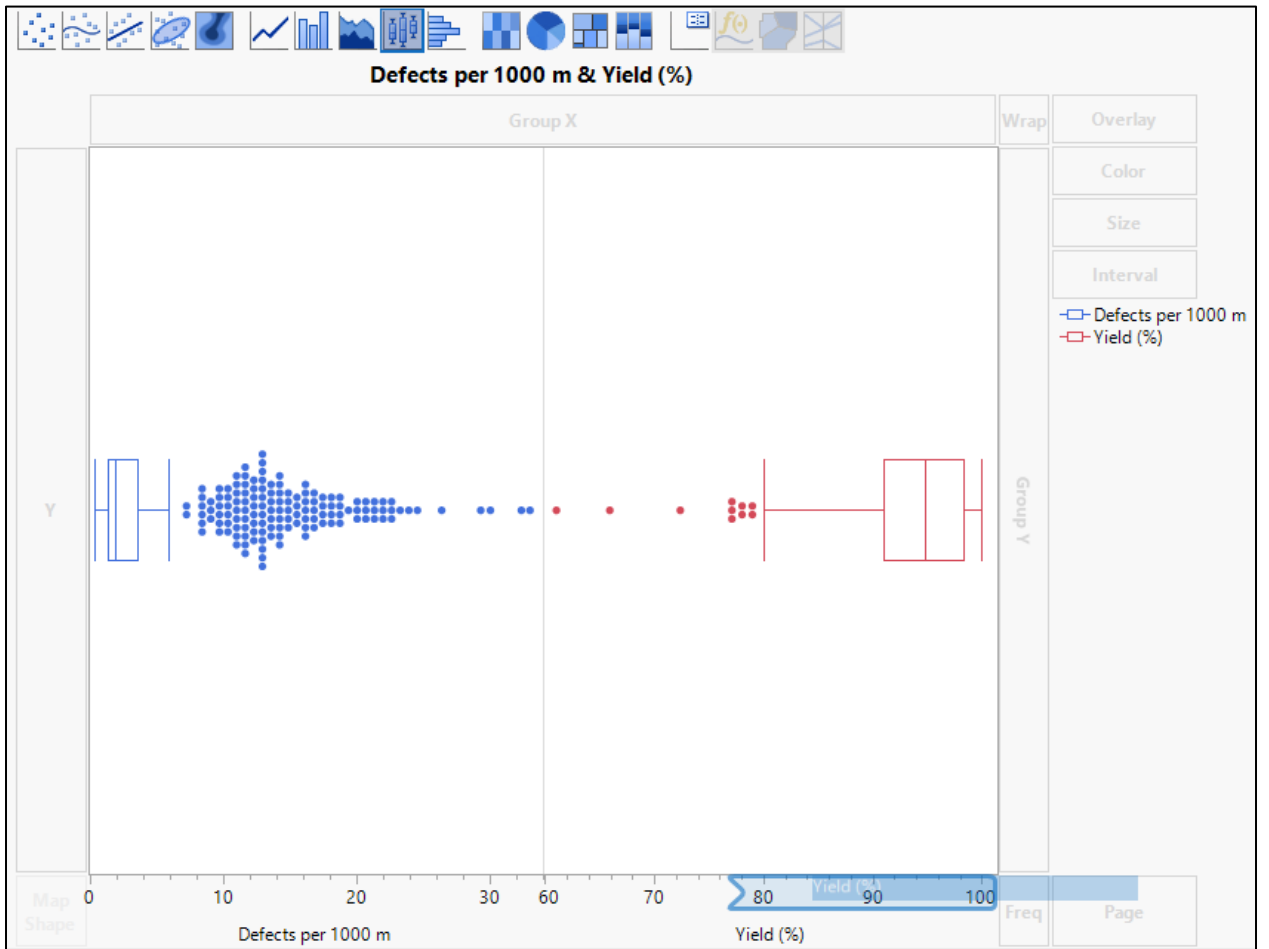 Defects per 1000 m & Yield (%)
Group X
Wrap
Overlay
Color
Size
Interval
Defects per 1000 m
Yield (%)
Y
Group Y
0 10 20 30 60 70 80 90 100
Yield (%)
Map Shape
Freq
Page
Defects per 1000 m
Yield (%)